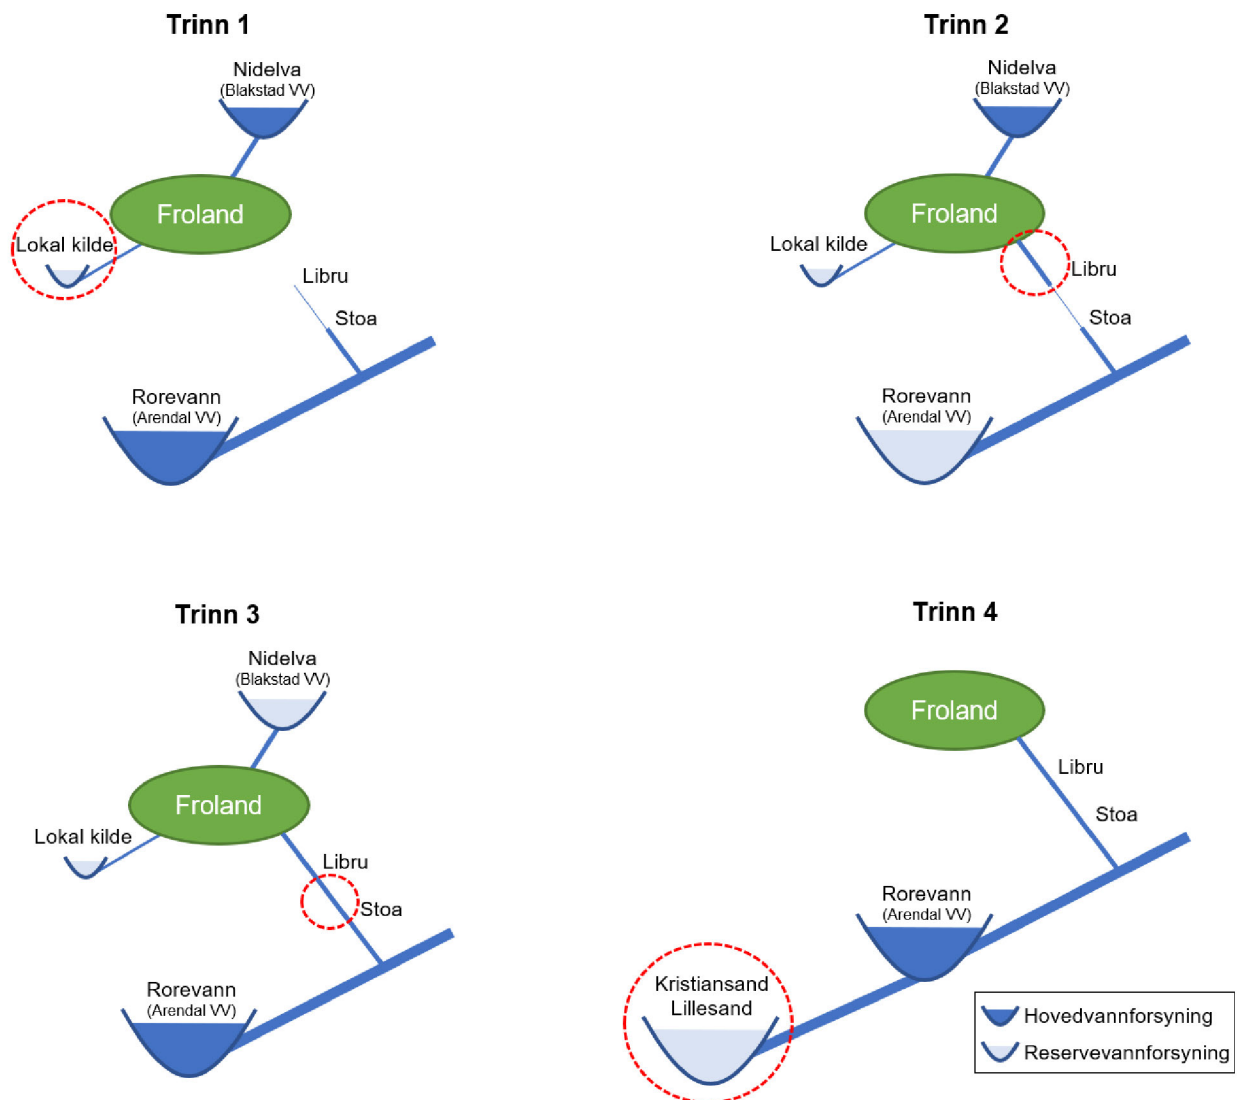 Trinn 1
Nidelva
(Blakstad VV)
Froland
Lokal kilde
Libru
Stoa
Rorevann
(Arendal VV)
Trinn 2
Nidelva
(Blakstad VV)
Froland
Lokal kilde
Libru
Stoa
Rorevann
(Arendal VV)
Trinn 3
Nidelva
(Blakstad VV)
Froland
Lokal kilde
Libru
Stoa
Rorevann
(Arendal VV)
Trinn 4
Froland
Libru
Stoa
Rorevann
(Arendal VV)
Kristiansand
Lillesand
Hovedvannforsyning
Reservevannforsyning